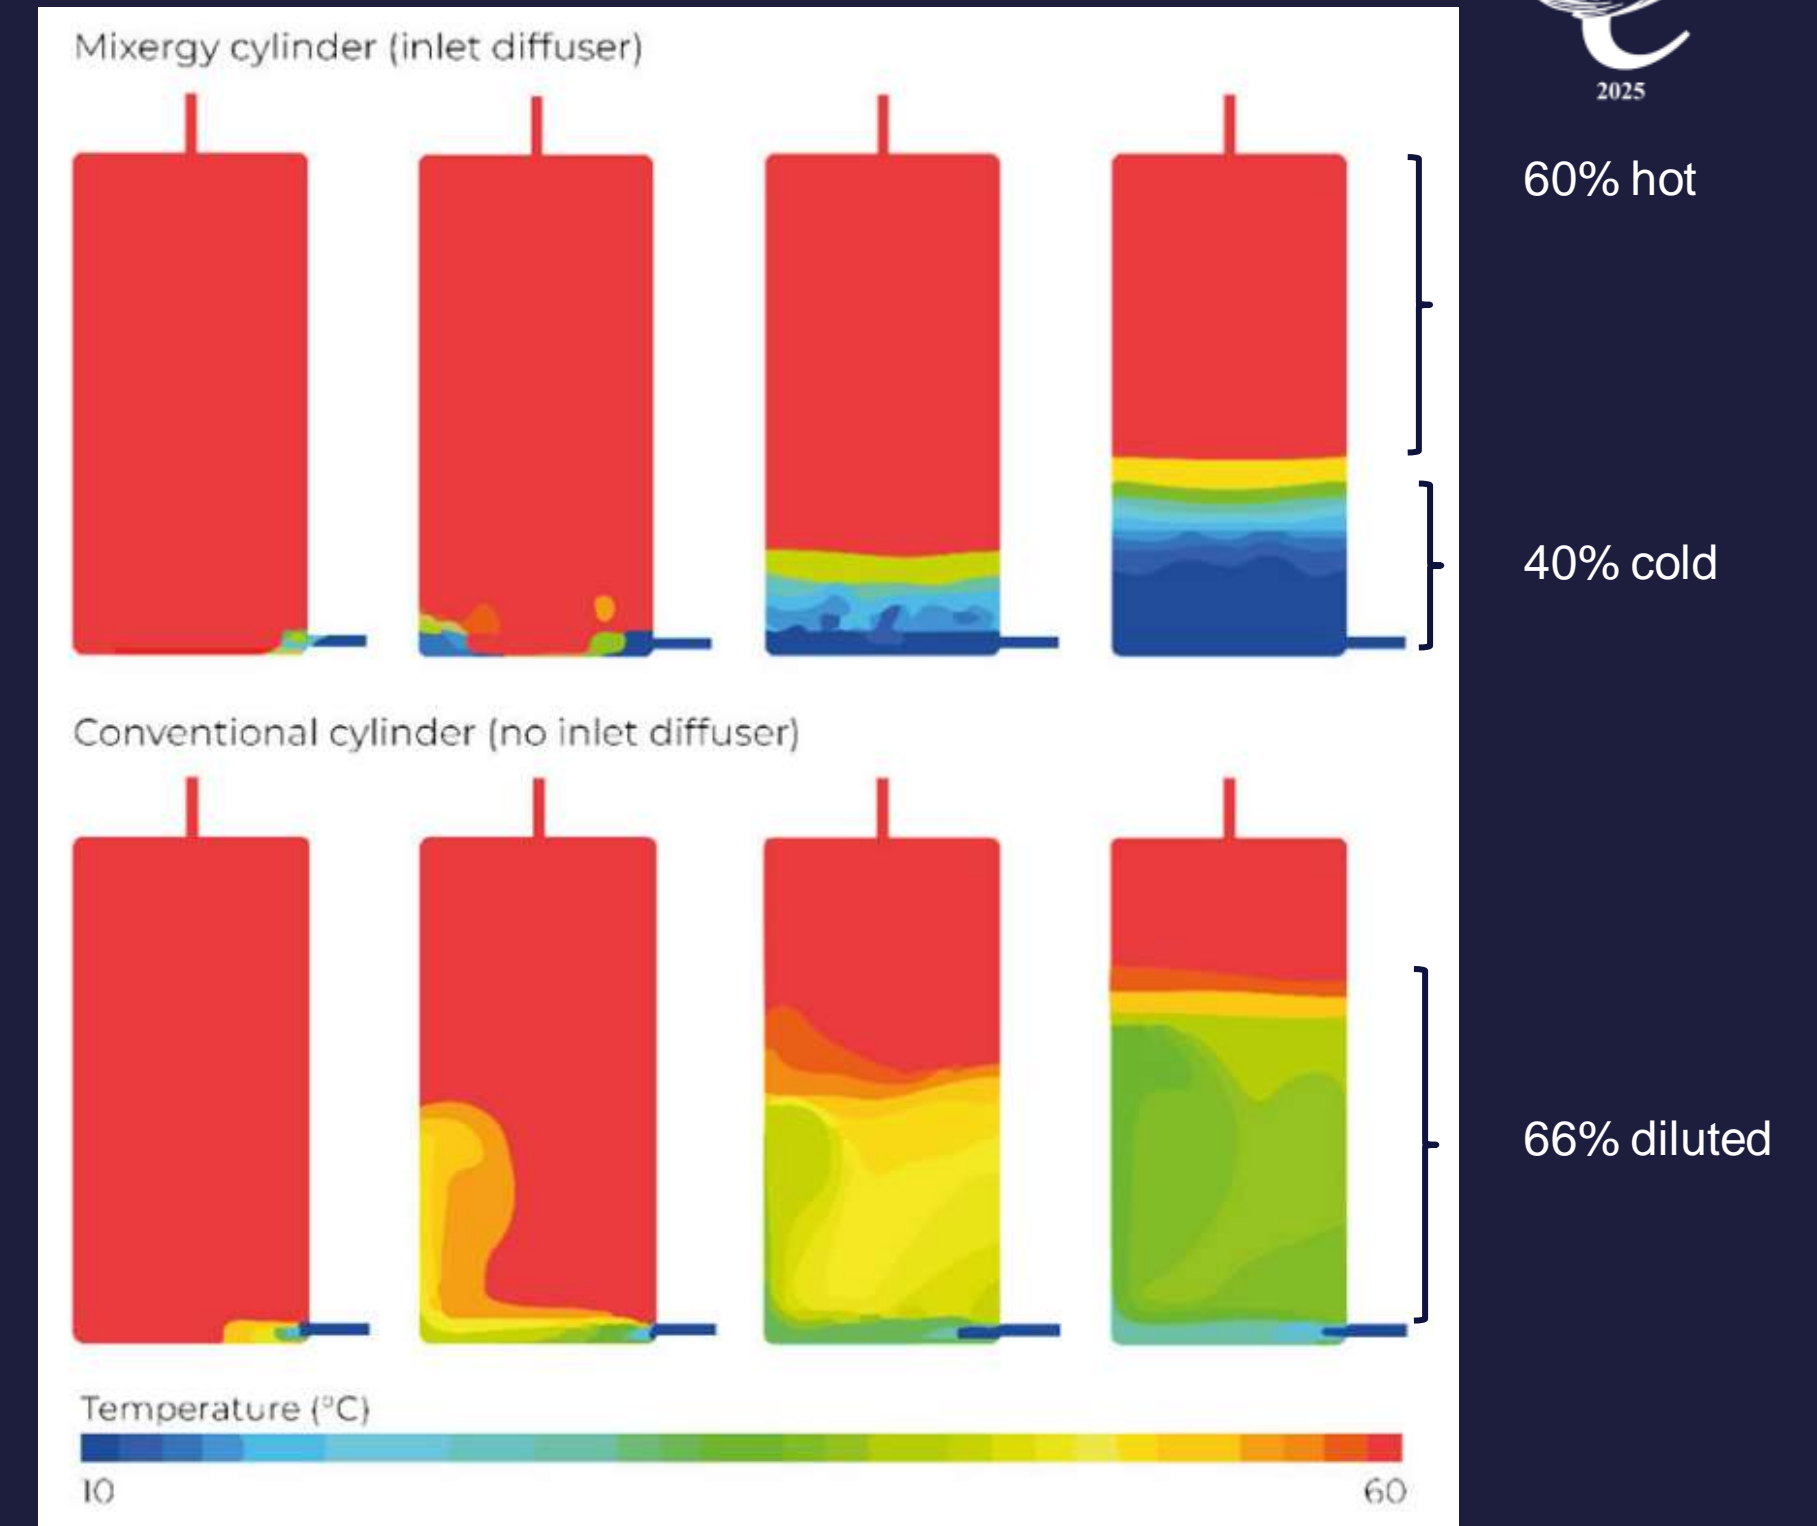 Mixergy cylinder (inlet diffuser)
2025
60% hot
40% cold
Conventional cylinder (no inlet diffuser)
66% diluted
Temperature (°C)
10
60